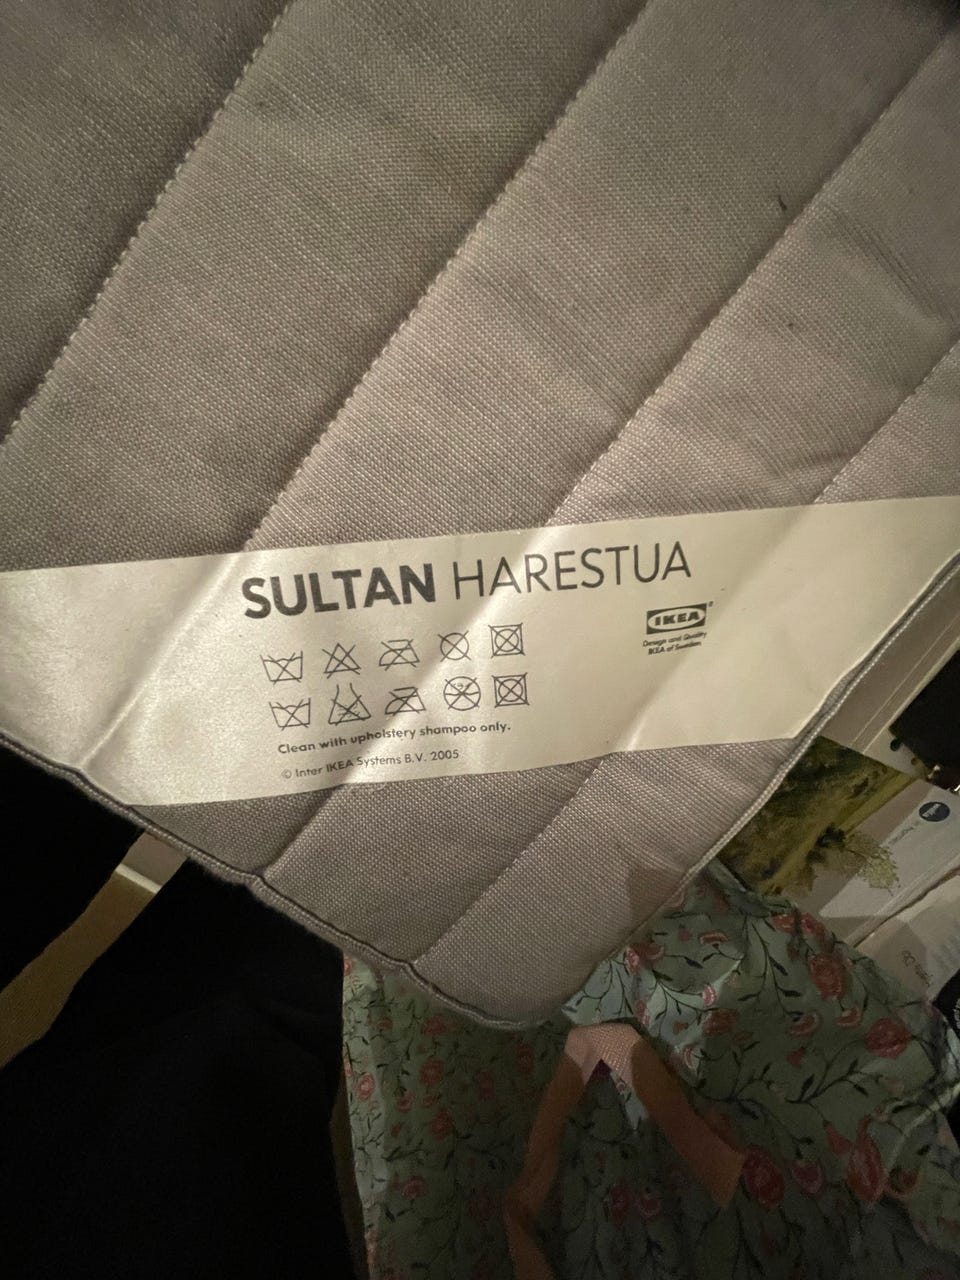 SULTAN HARESTUA
IKEA
Design and Quality
IKEA of Sweden
Clean with upholstery shampoo only.
© Inter IKEA Systems B.V. 2005